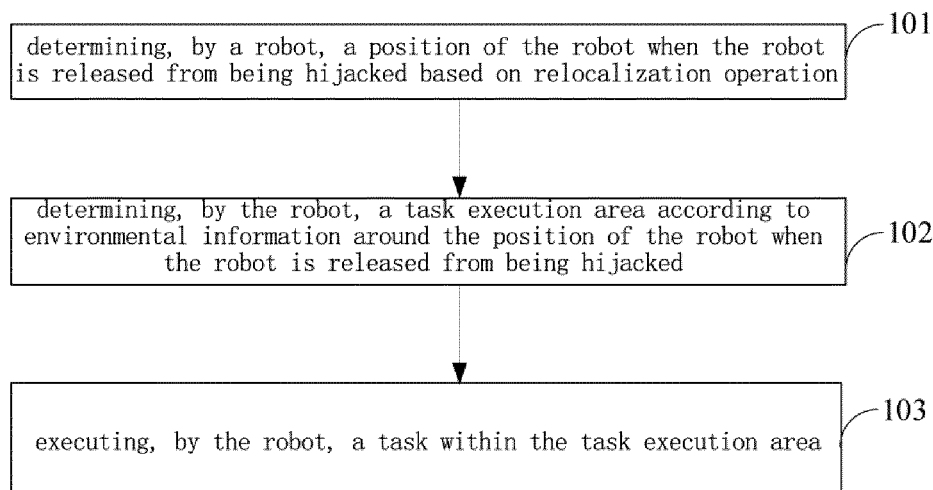 101
determining, by a robot, a position of the robot when the robot
is released from being hijacked based on relocalization operation
determining, by the robot, a task execution area according to
environmental information around the position of the robot when
the robot is released from being hijacked
102
executing, by the robot, a task within the task execution area
103